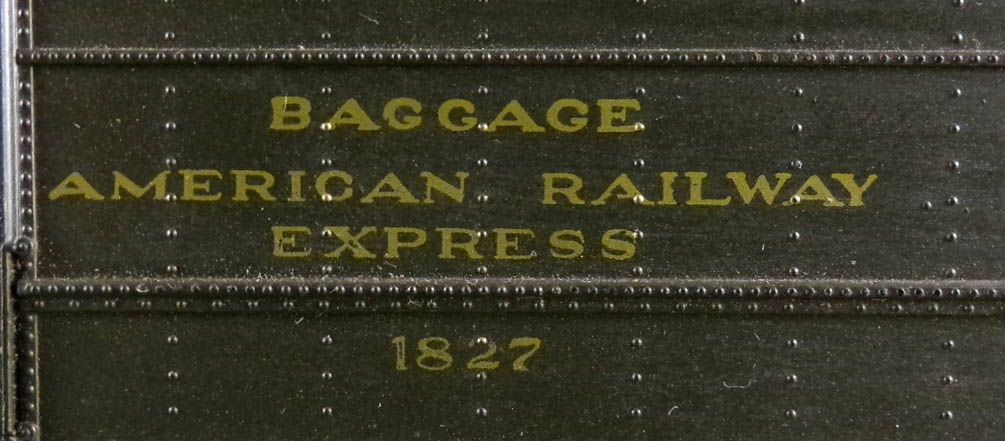 BAGGAGE
AMERICAN RAILWAY
EXPRESS
1827